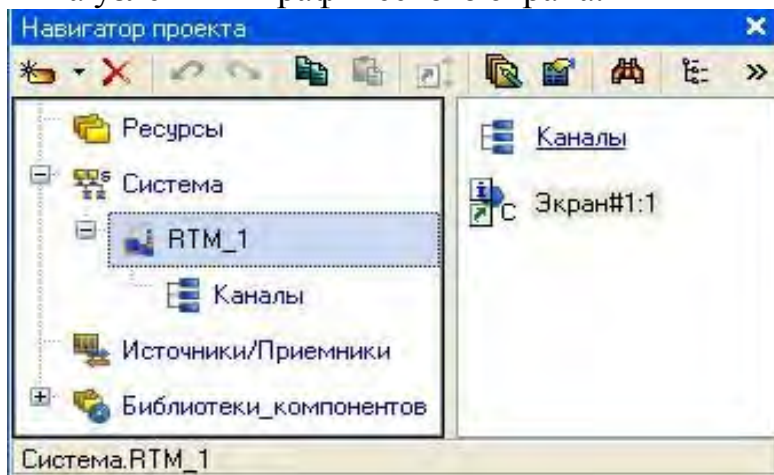 Навигатор проекта
Ресурсы
Система
RTM_1
Каналы
Источники/Приемники
Библиотеки_компонентов
Каналы
Экран#1:1
Система.RTM_1